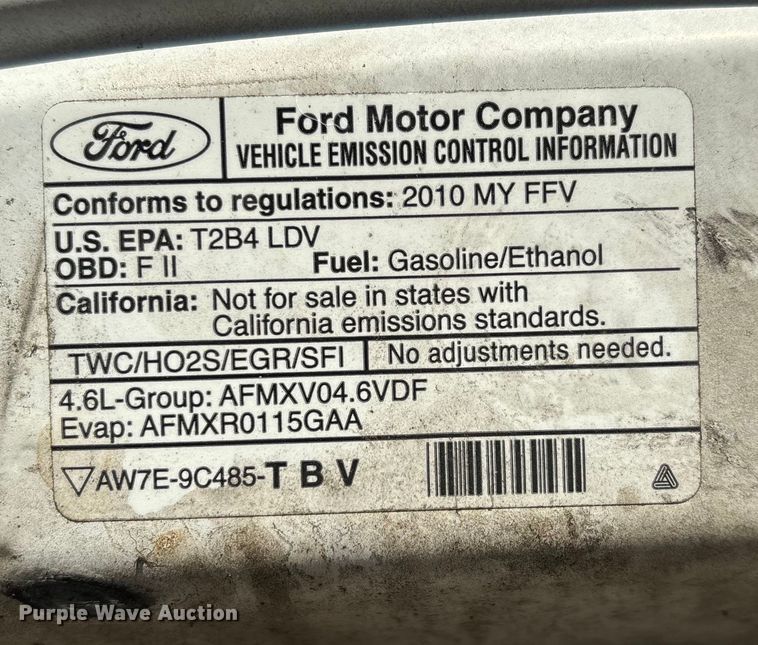 Ford
Ford Motor Company
VEHICLE EMISSION CONTROL INFORMATION
Conforms to regulations: 2010 MY FFV
U.S. EPA: T2B4 LDV
OBD: F II Fuel: Gasoline/Ethanol
California: Not for sale in states with
California emissions standards.
TWC/HO2S/EGR/SFI No adjustments needed.
4.6L-Group: AFMXV04.6VDF
Evap: AFMXR0115GAA
AW7E-9C485-T B V
Purple Wave Auction